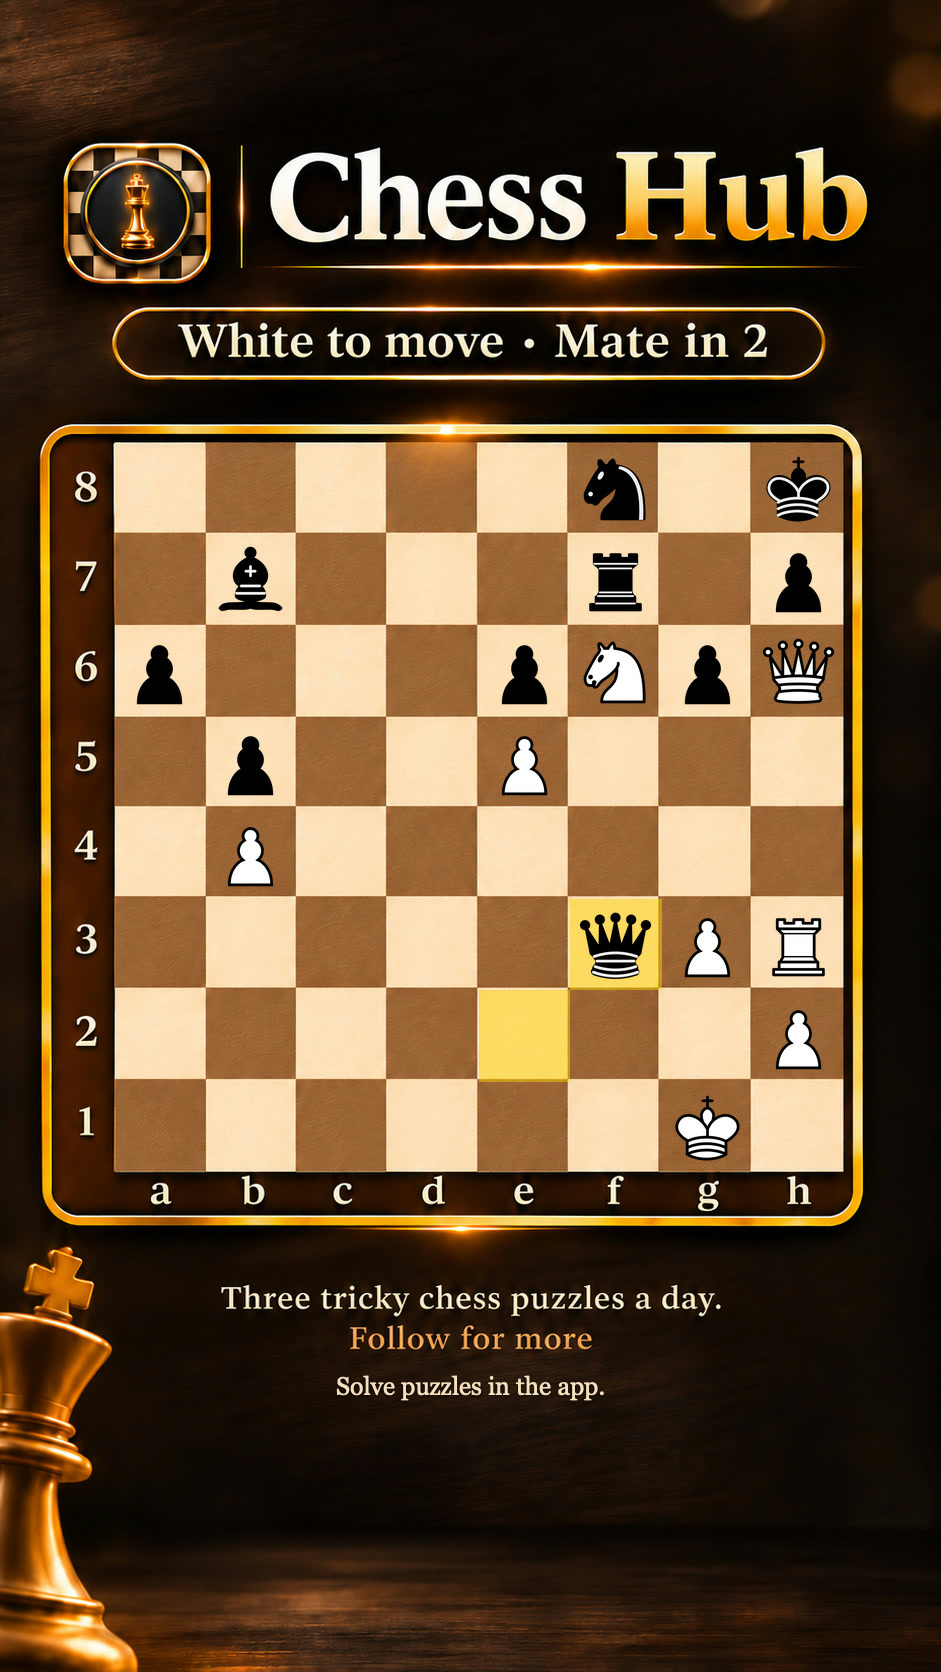 Chess Hub
White to move • Mate in 2
8
7
6
5
4
3
2
1
a b c d e f g h
Three tricky chess puzzles a day.
Follow for more
Solve puzzles in the app.